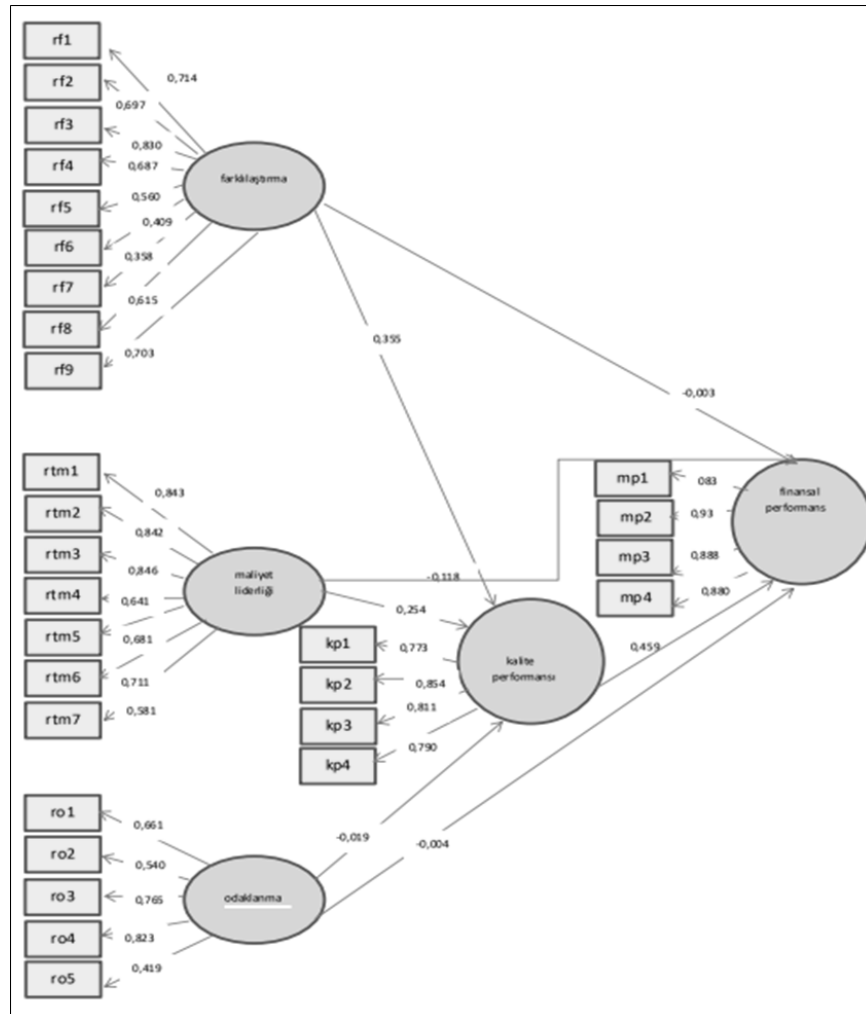 rf1
0,714
rf2
0,697
rf3
0,830
rf4
0,687
rf5
0,560
rf6
0,409
rf7
0,358
rf8
0,615
rf9
0,703
farklılaştırma
0,355
-0,003
rtm1
0,843
rtm2
0,842
rtm3
0,846
rtm4
0,641
rtm5
0,681
rtm6
0,711
rtm7
0,581
maliyet
liderliği
-0,118
0,254
kp1
0,773
kp2
0,854
kp3
0,811
kp4
0,790
kalite
performansı
mp1
083
mp2
0,93
mp3
0,888
mp4
0,880
finansal
performans
0,459
ro1
0,661
ro2
0,540
ro3
0,765
ro4
0,823
ro5
0,419
odaklanma
-0,019
-0,004